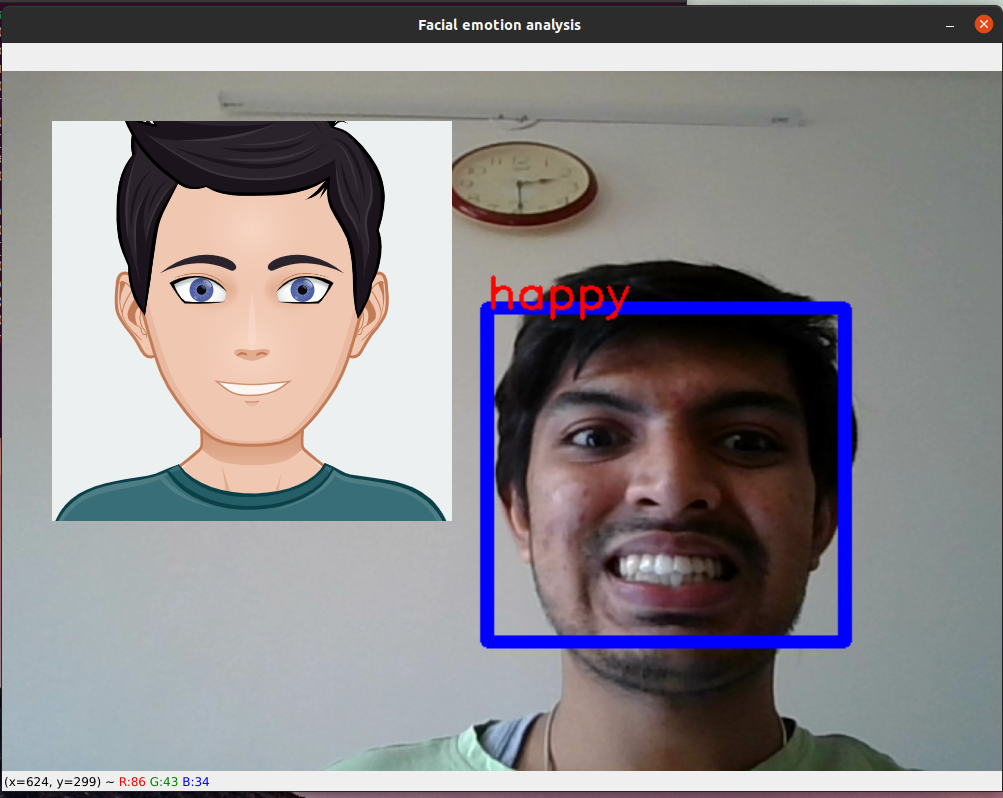 Facial emotion analysis
happy
(x=624, y=299) ~ R:86 G:43 B:34